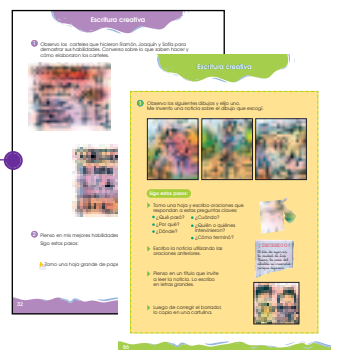 Escritura creativa
1 Observo los carteles que hicieron Ramón, Joaquín y Sofía para
demostrar sus habilidades. Converso sobre lo que saben hacer y
cómo elaboraron los carteles.
2 Pienso en mis mejores habilidades
Sigo estos pasos:
Tomo una hoja grande de pape
32
Escritura creativa
1 Observo los siguientes dibujos y elijo uno.
Me invento una noticia sobre el dibujo que escogí.
Sigo estos pasos:
Tomo una hoja y escribo oraciones que
respondan a estas preguntas claves:
• ¿Qué pasó? • ¿Cuándo?
• ¿Por qué? • ¿Quién o quiénes
intervinieron?
• ¿Dónde?
• ¿Cómo terminó?
Escribo la noticia utilizando las
oraciones anteriores.
Pienso en un título que invite
a leer la noticia. Lo escribo
en letras grandes.
Luego de corregir el borrador,
la copio en una cartulina.